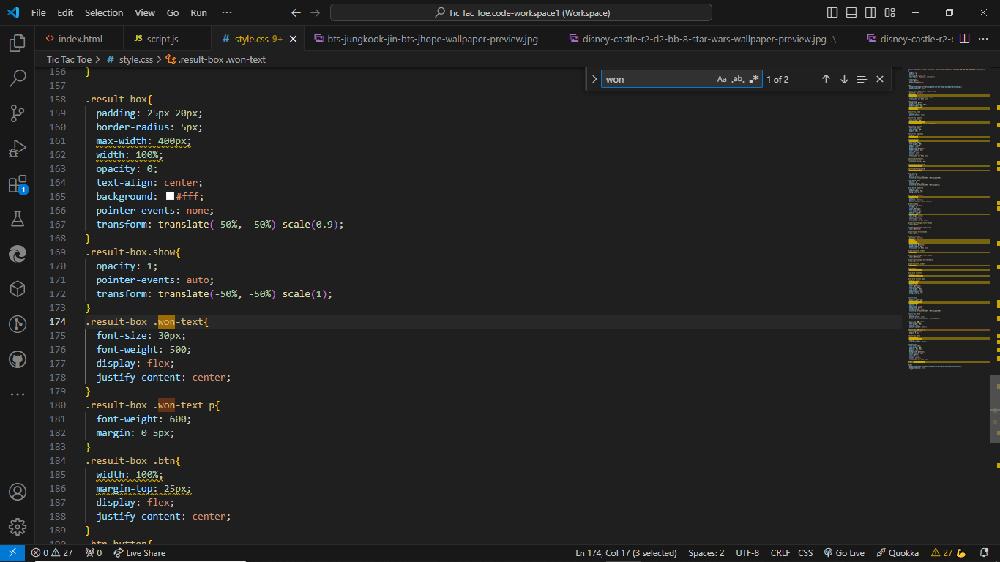 File Edit Selection View Go Run ··· Tic Tac Toe.code-workspace1 (Workspace)
index.html JS script.js # style.css 9+ bts-jungkook-jin-bts-jhope-wallpaper-preview.jpg disney-castle-r2-d2-bb-8-star-wars-wallpaper-preview.jpg .\ disney-castle-r2-d
Tic Tac Toe > # style.css > .result-box .won-text
won Aa ab 1 of 2
156 }
157
158 .result-box{
159 padding: 25px 20px;
160 border-radius: 5px;
161 max-width: 400px;
162 width: 100%;
163 opacity: 0;
164 text-align: center;
165 background: #fff;
166 pointer-events: none;
167 transform: translate(-50%, -50%) scale(0.9);
168 }
169 .result-box.show{
170 opacity: 1;
171 pointer-events: auto;
172 transform: translate(-50%, -50%) scale(1);
173 }
174 .result-box .won-text{
175 font-size: 30px;
176 font-weight: 500;
177 display: flex;
178 justify-content: center;
179 }
180 .result-box .won-text p{
181 font-weight: 600;
182 margin: 0 5px;
183 }
184 .result-box .btn{
185 width: 100%;
186 margin-top: 25px;
187 display: flex;
188 justify-content: center;
189 }
190 .btn button{
1
0 27 0 Live Share Ln 174, Col 17 (3 selected) Spaces: 2 UTF-8 CRLF CSS Go Live Quokka 27